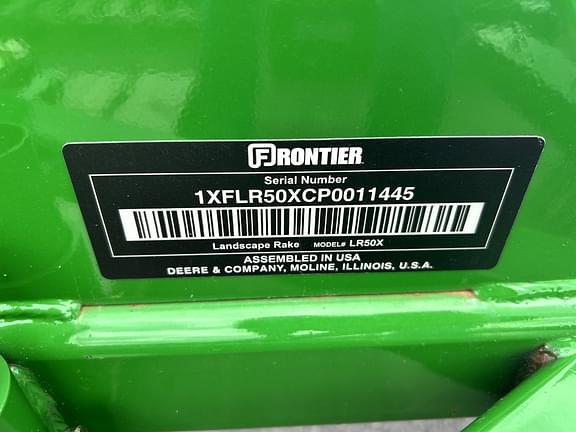 FRONTIER
Serial Number
1XFLR50XCP0011445
Landscape Rake MODEL# LR50X
ASSEMBLED IN USA
DEERE & COMPANY, MOLINE, ILLINOIS, U.S.A.